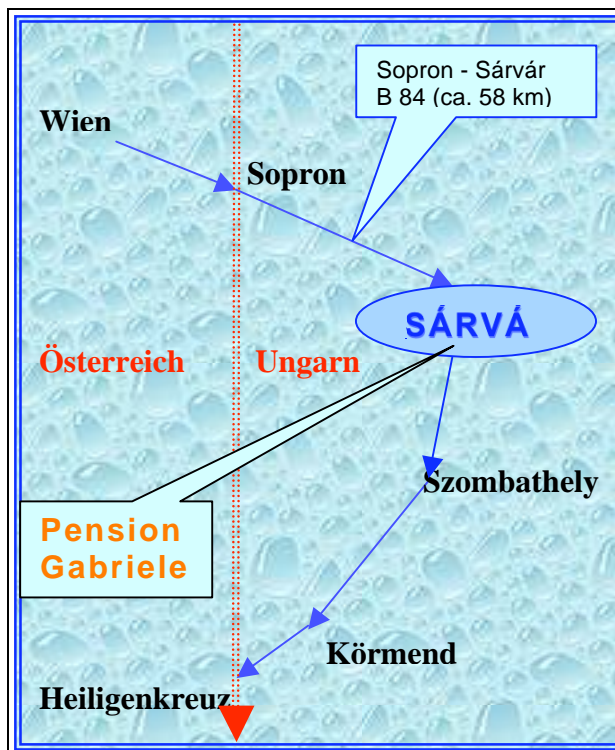 Sopron - Sárvár
B 84 (ca. 58 km)
Wien
Sopron
SÁRVÁ
Österreich
Ungarn
Szombathely
Pension
Gabriele
Körmend
Heiligenkreuz